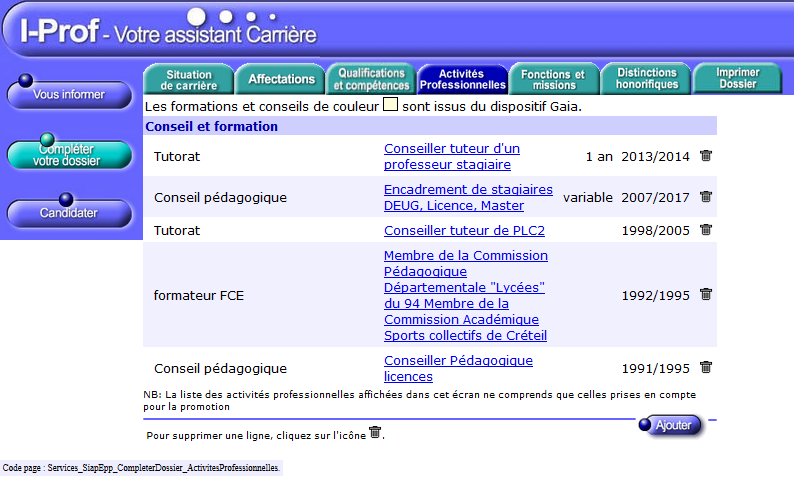 I-Prof - Votre assistant Carrière
Vous informer
Compléter
votre dossier
Candidater
Situation
de carrière
Affectations
Qualifications
et compétences
Activités
Professionnelles
Fonctions et
missions
Distinctions
honorifiques
Imprimer
Dossier
Les formations et conseils de couleur sont issus du dispositif Gaia.
Conseil et formation
Tutorat
Conseiller tuteur d'un
professeur stagiaire
1 an 2013/2014
Conseil pédagogique
Encadrement de stagiaires
DEUG, Licence, Master
variable 2007/2017
Tutorat Conseiller tuteur de PLC2 1998/2005
formateur FCE
Membre de la Commission
Pédagogique
Départementale "Lycées"
du 94 Membre de la
Commission Académique
Sports collectifs de Créteil
1992/1995
Conseil pédagogique
Conseiller Pédagogique
licences
1991/1995
NB: La liste des activités professionnelles affichées dans cet écran ne comprends que celles prises en compte
pour la promotion
Ajouter
Pour supprimer une ligne, cliquez sur l'icône .
Code page : Services_SiapEpp_CompleterDossier_ActivitesProfessionnelles.